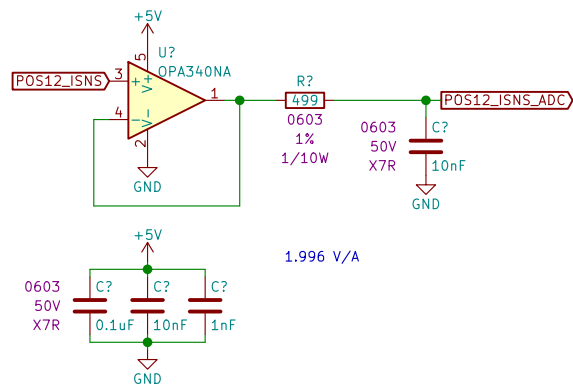 +5V
U?
OPA340NA
POS12_ISNS
3
5
+
V+
1
4
-
V-
2
GND
R?
499
0603
1%
1/10W
POS12_ISNS_ADC
0603
50V
X7R
C?
10nF
GND
+5V
1.996 V/A
0603
50V
X7R
C?
0.1uF
C?
10nF
C?
1nF
GND